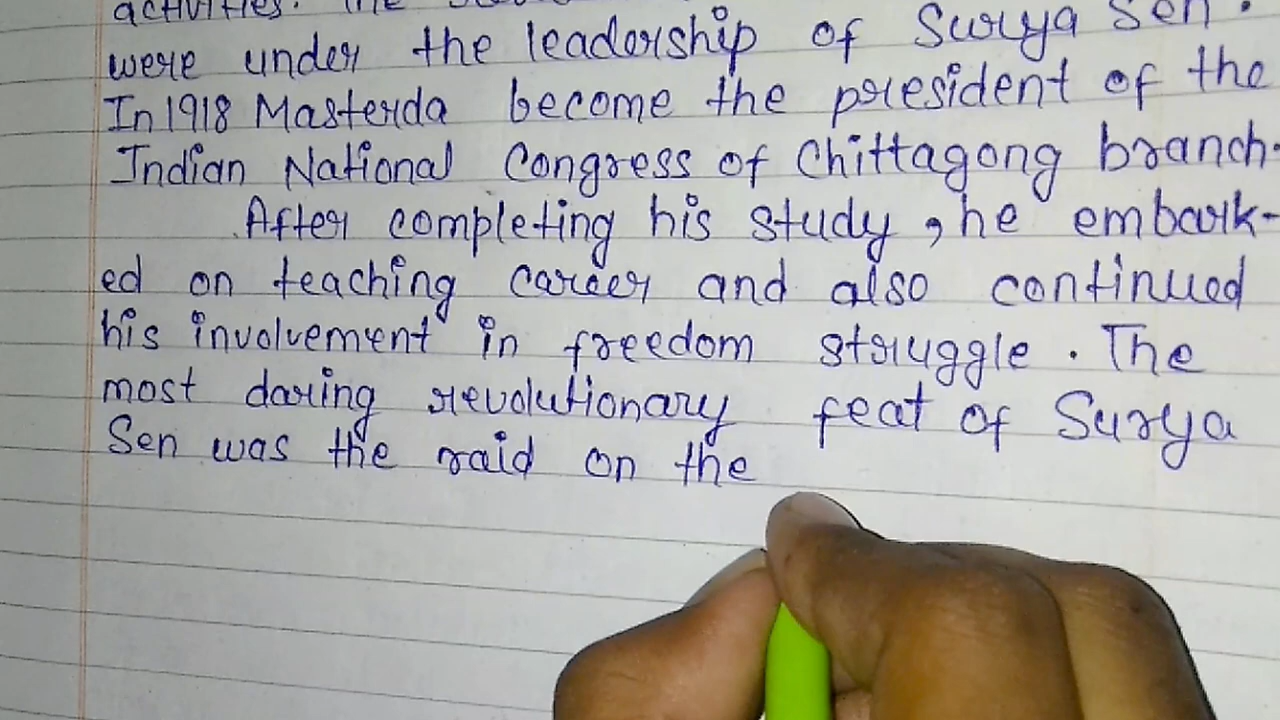 activities. The
were under the leadership of Surya Sen.
In 1918 Masterda become the president of the
Indian National Congress of Chittagong branch.
After completing his study, he embark-
ed on teaching career and also continued
his involvement in freedom struggle. The
most daring revolutionary feat of Surya
Sen was the raid on the